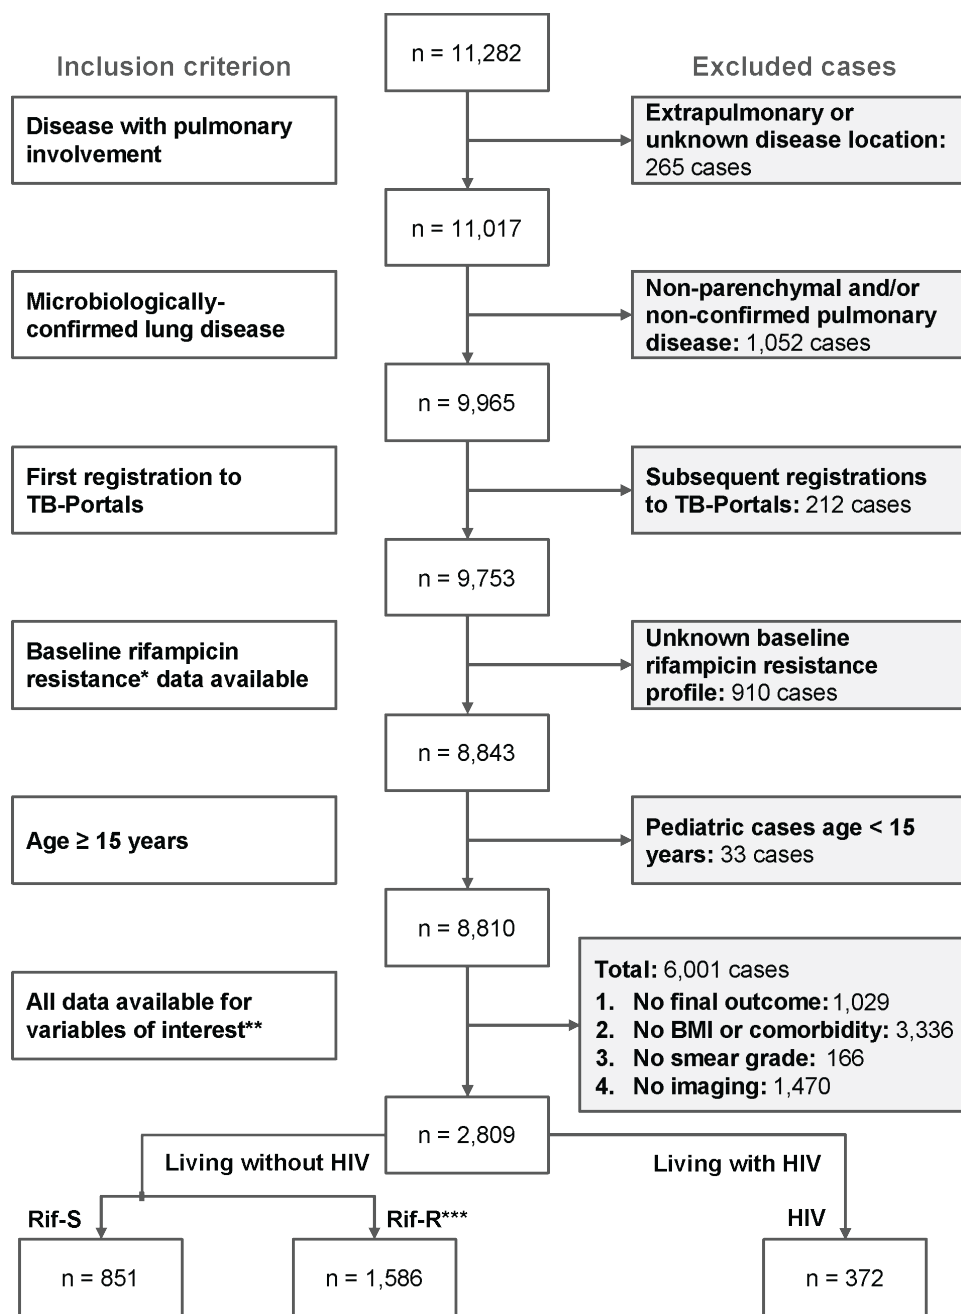 n = 11,282
Inclusion criterion
Excluded cases
Disease with pulmonary
involvement
Extrapulmonary or
unknown disease location:
265 cases
n = 11,017
Microbiologically-
confirmed lung disease
Non-parenchymal and/or
non-confirmed pulmonary
disease: 1,052 cases
n = 9,965
First registration to
TB-Portals
Subsequent registrations
to TB-Portals: 212 cases
n = 9,753
Baseline rifampicin
resistance* data available
Unknown baseline
rifampicin resistance
profile: 910 cases
n = 8,843
Age ≥ 15 years
Pediatric cases age < 15
years: 33 cases
n = 8,810
All data available for
variables of interest**
Total: 6,001 cases
1. No final outcome: 1,029
2. No BMI or comorbidity: 3,336
3. No smear grade: 166
4. No imaging: 1,470
n = 2,809
Living without HIV
Living with HIV
Rif-S
Rif-R***
HIV
n = 851
n = 1,586
n = 372